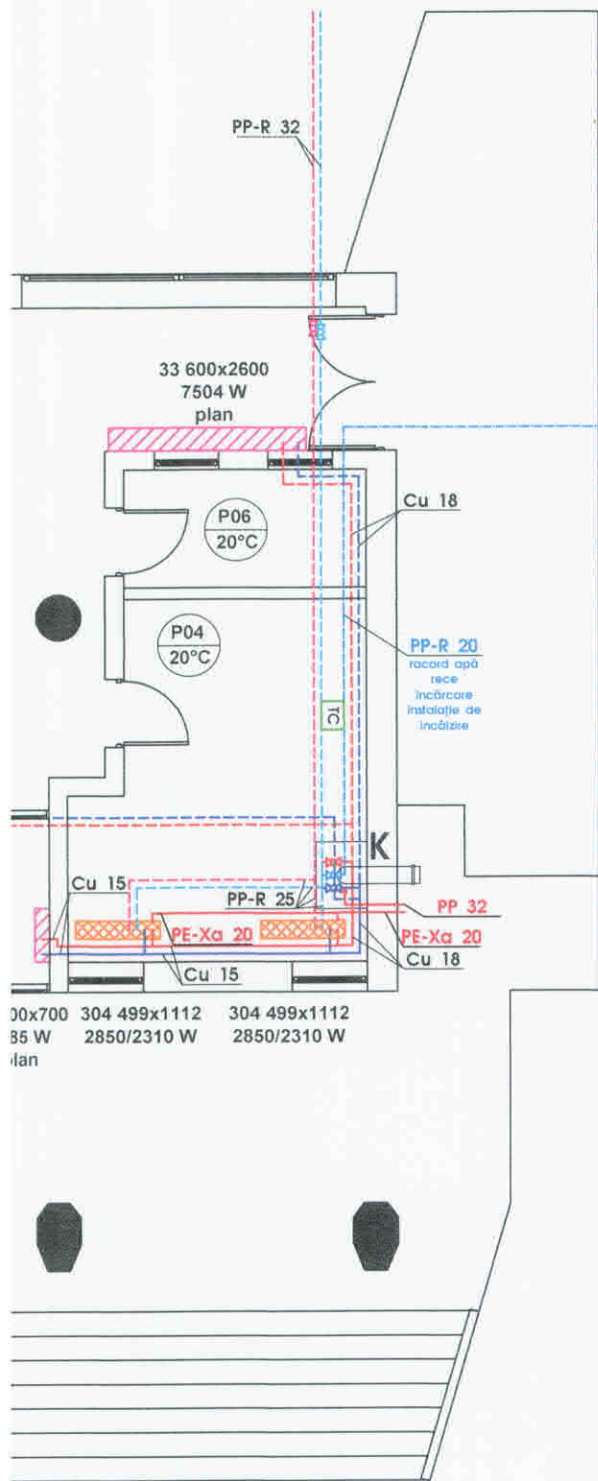 PP-R 32
33 600x2600
7504 W
plan
Cu 18
P06
20°C
P04
20°C
PP-R 20
racord apă
rece
încărcare
instalație de
încălzire
TC
K
Cu 15
PP-R 25
PP 32
PE-Xa 20
PE-Xa 20
Cu 15
Cu 18
00x700
304 499x1112
304 499x1112
85 W
2850/2310 W
2850/2310 W
plan